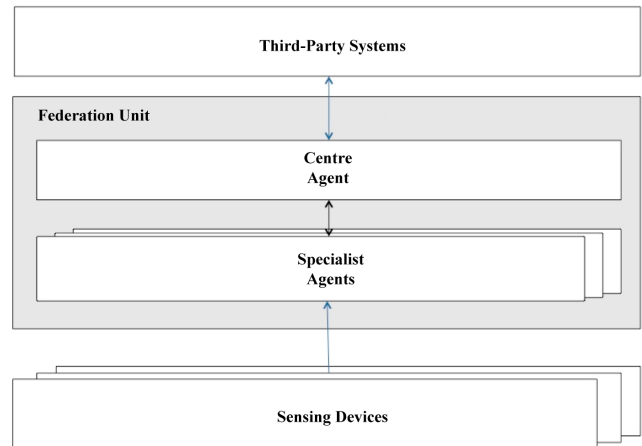 Third-Party Systems
Federation Unit
Centre
Agent
Specialist
Agents
Sensing Devices